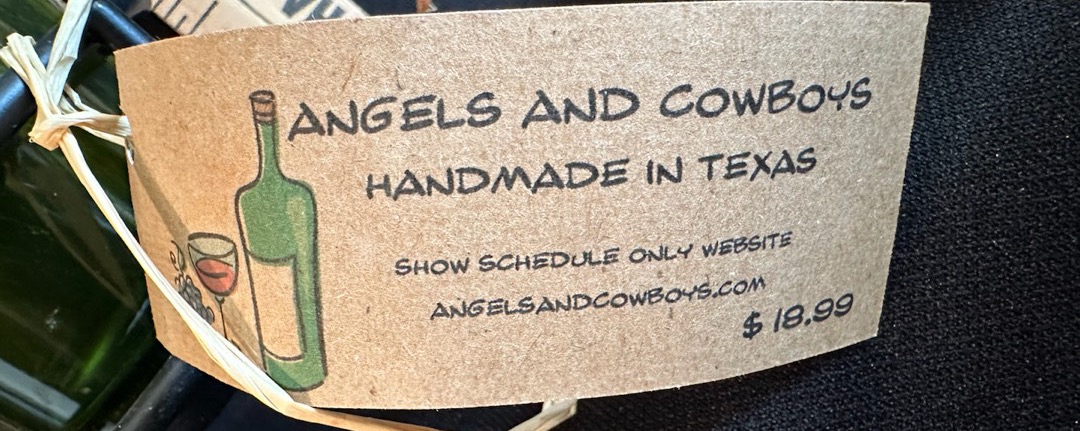 ANGELS AND COWBOYS
HANDMADE IN TEXAS
SHOW SCHEDULE ONLY WEBSITE
ANGELSANDCOWBOYS.COM
$ 18.99